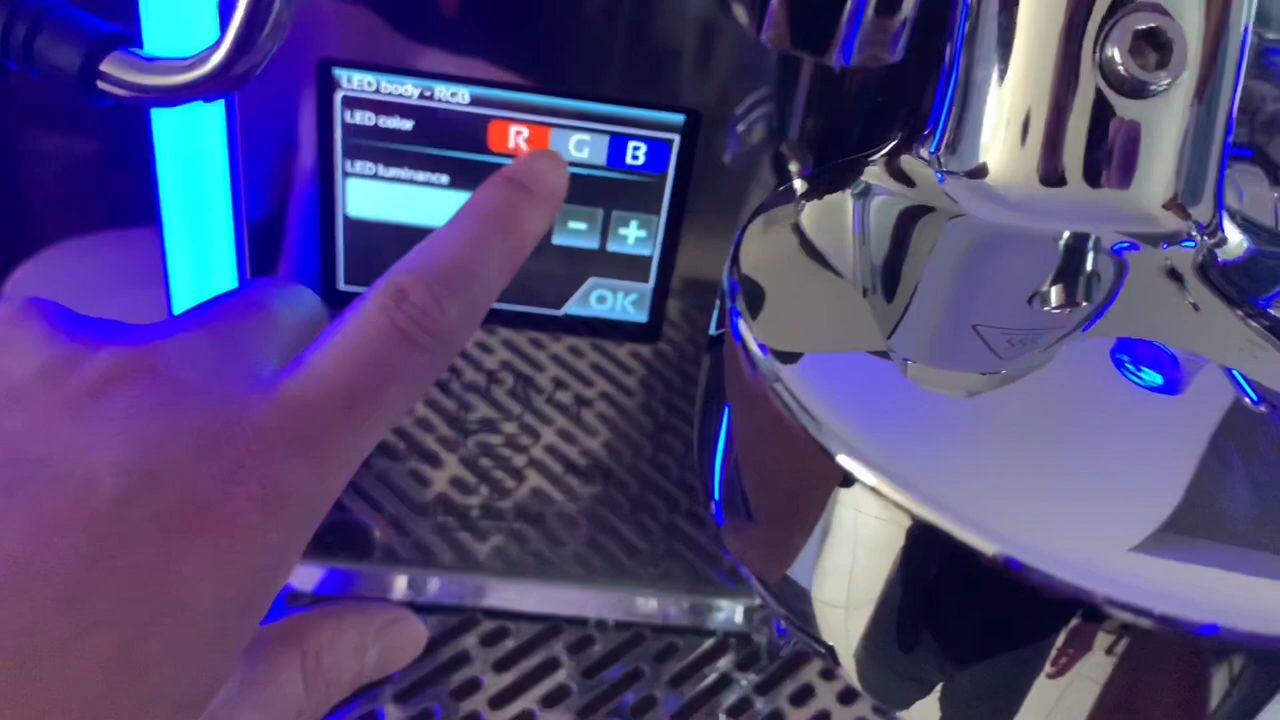 LED body - RGB
LED color
R G B
LED luminance
- +
OK